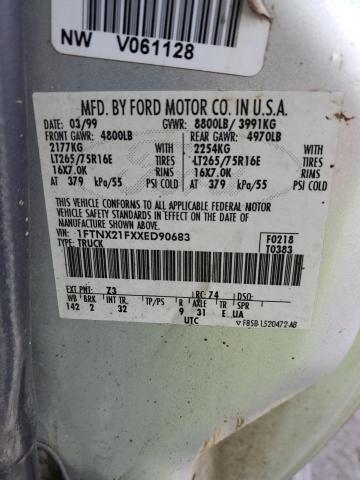 NW V061128
MFD. BY FORD MOTOR CO. IN U.S.A.
DATE: 03/99 GVWR: 8800LB/ 3991KG
FRONT GAWR: 4800LB REAR GAWR: 4970LB
2177KG WITH 2254KG WITH
LT265/75R16E TIRES LT265/75R16E TIRES
16X7.0K RIMS 16X7.0K RIMS
AT 379 kPa/55 PSI COLD AT 379 kPa/55 PSI COLD
THIS VEHICLE CONFORMS TO ALL APPLICABLE FEDERAL MOTOR
VEHICLE SAFETY STANDARDS IN EFFECT ON THE DATE OF
MANUFACTURE SHOWN ABOVE.
VIN: 1FTNX21FXXED90683 F0218
TYPE: TRUCK T0383
EXT. PNT: Z3 RC: 74 DSO:
WB BRK INT TR. TP/PS R AXLE TR SPR
142 2 32 9 31 E UA
UTC F85B-1520472-AB